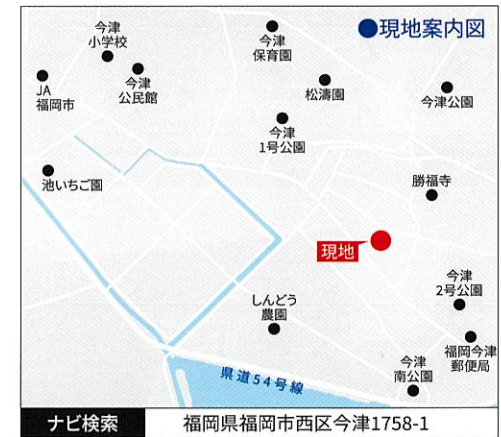 ●現地案内図
今津
小学校
今津
保育園
JA
福岡市
今津
公民館
松濤園
今津公園
今津
1号公園
池いちご園
勝福寺
現地
今津
2号公園
しんどう
農園
福岡今津
郵便局
今津
南公園
県道54号線
ナビ検索
福岡県福岡市西区今津1758-1